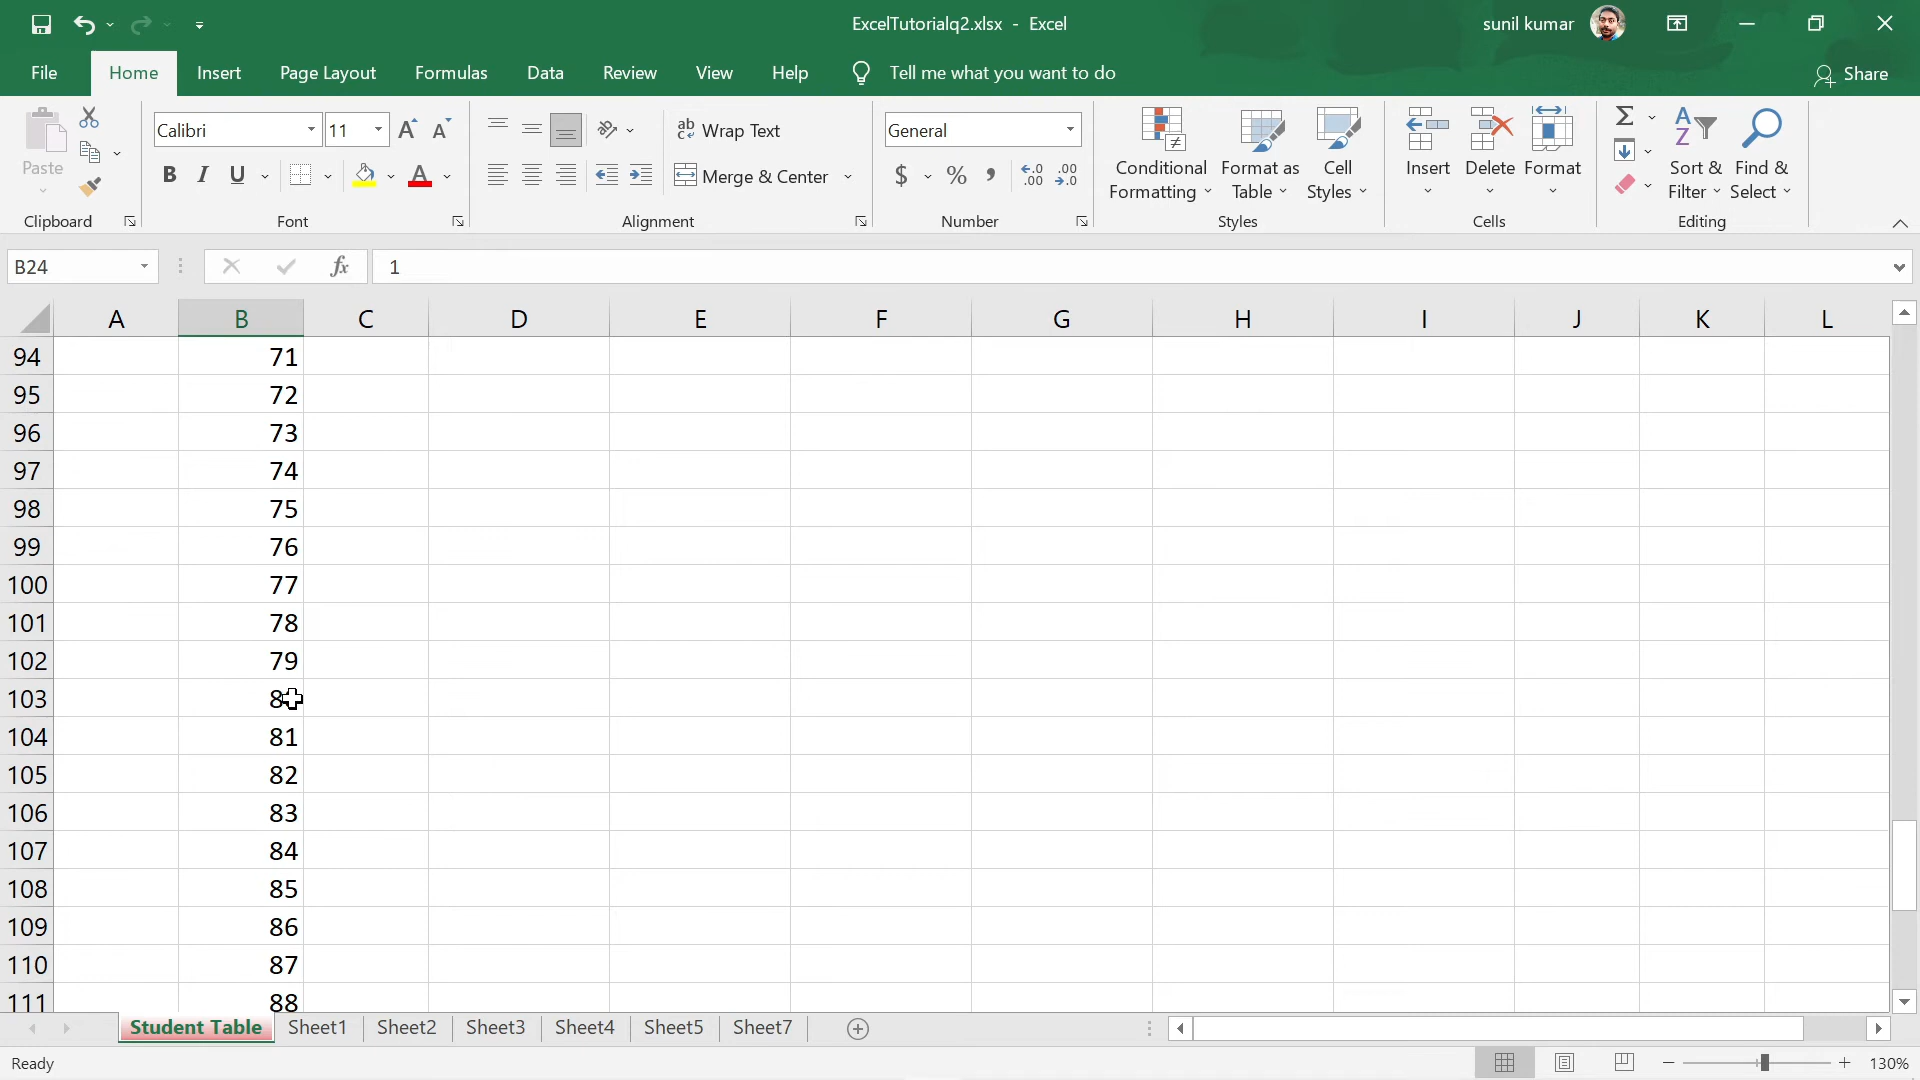 ExcelTutorialq2.xlsx - Excel
sunil kumar
File Home Insert Page Layout Formulas Data Review View Help Tell me what you want to do Share
Paste
Clipboard
Calibri 11
B I U A
Font
ab Wrap Text
Merge & Center
Alignment
General
$ % ,
Number
Conditional Formatting
Format as Table
Cell Styles
Styles
Insert
Delete
Format
Cells
Sort & Filter
Find & Select
Editing
B24 fx 1
A B C D E F G H I J K L
94 71
95 72
96 73
97 74
98 75
99 76
100 77
101 78
102 79
103 8
104 81
105 82
106 83
107 84
108 85
109 86
110 87
111 88
Student Table Sheet1 Sheet2 Sheet3 Sheet4 Sheet5 Sheet7
Ready 130%